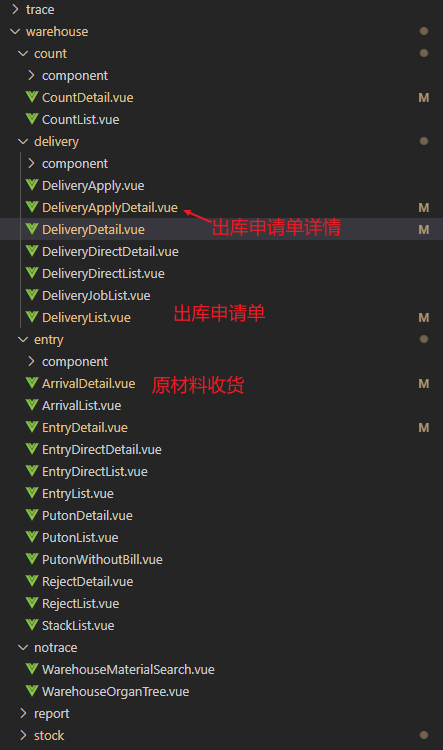 trace
warehouse
count
component
CountDetail.vue M
CountList.vue
delivery
component
DeliveryApply.vue
DeliveryApplyDetail.vue M
出库申请单详情
DeliveryDetail.vue M
DeliveryDirectDetail.vue
DeliveryDirectList.vue
DeliveryJobList.vue
出库申请单
DeliveryList.vue M
entry
component
ArrivalDetail.vue 原材料收货 M
ArrivalList.vue
EntryDetail.vue M
EntryDirectDetail.vue
EntryDirectList.vue
EntryList.vue
PutonDetail.vue
PutonList.vue
PutonWithoutBill.vue
RejectDetail.vue
RejectList.vue
StackList.vue
notrace
WarehouseMaterialSearch.vue
WarehouseOrganTree.vue
report
stock